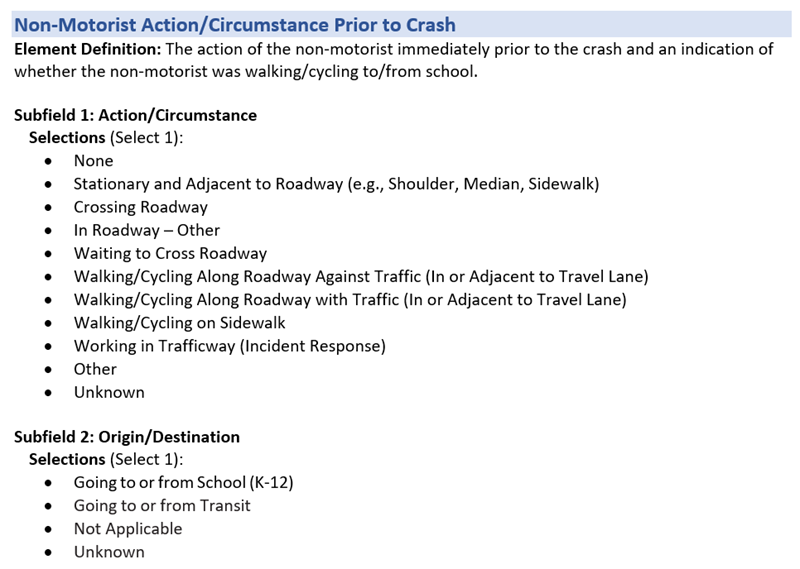 Non-Motorist Action/Circumstance Prior to Crash
Element Definition: The action of the non-motorist immediately prior to the crash and an indication of
whether the non-motorist was walking/cycling to/from school.
Subfield 1: Action/Circumstance
Selections (Select 1):
• None
• Stationary and Adjacent to Roadway (e.g., Shoulder, Median, Sidewalk)
• Crossing Roadway
• In Roadway – Other
• Waiting to Cross Roadway
• Walking/Cycling Along Roadway Against Traffic (In or Adjacent to Travel Lane)
• Walking/Cycling Along Roadway with Traffic (In or Adjacent to Travel Lane)
• Walking/Cycling on Sidewalk
• Working in Trafficway (Incident Response)
• Other
• Unknown
Subfield 2: Origin/Destination
Selections (Select 1):
• Going to or from School (K-12)
• Going to or from Transit
• Not Applicable
• Unknown